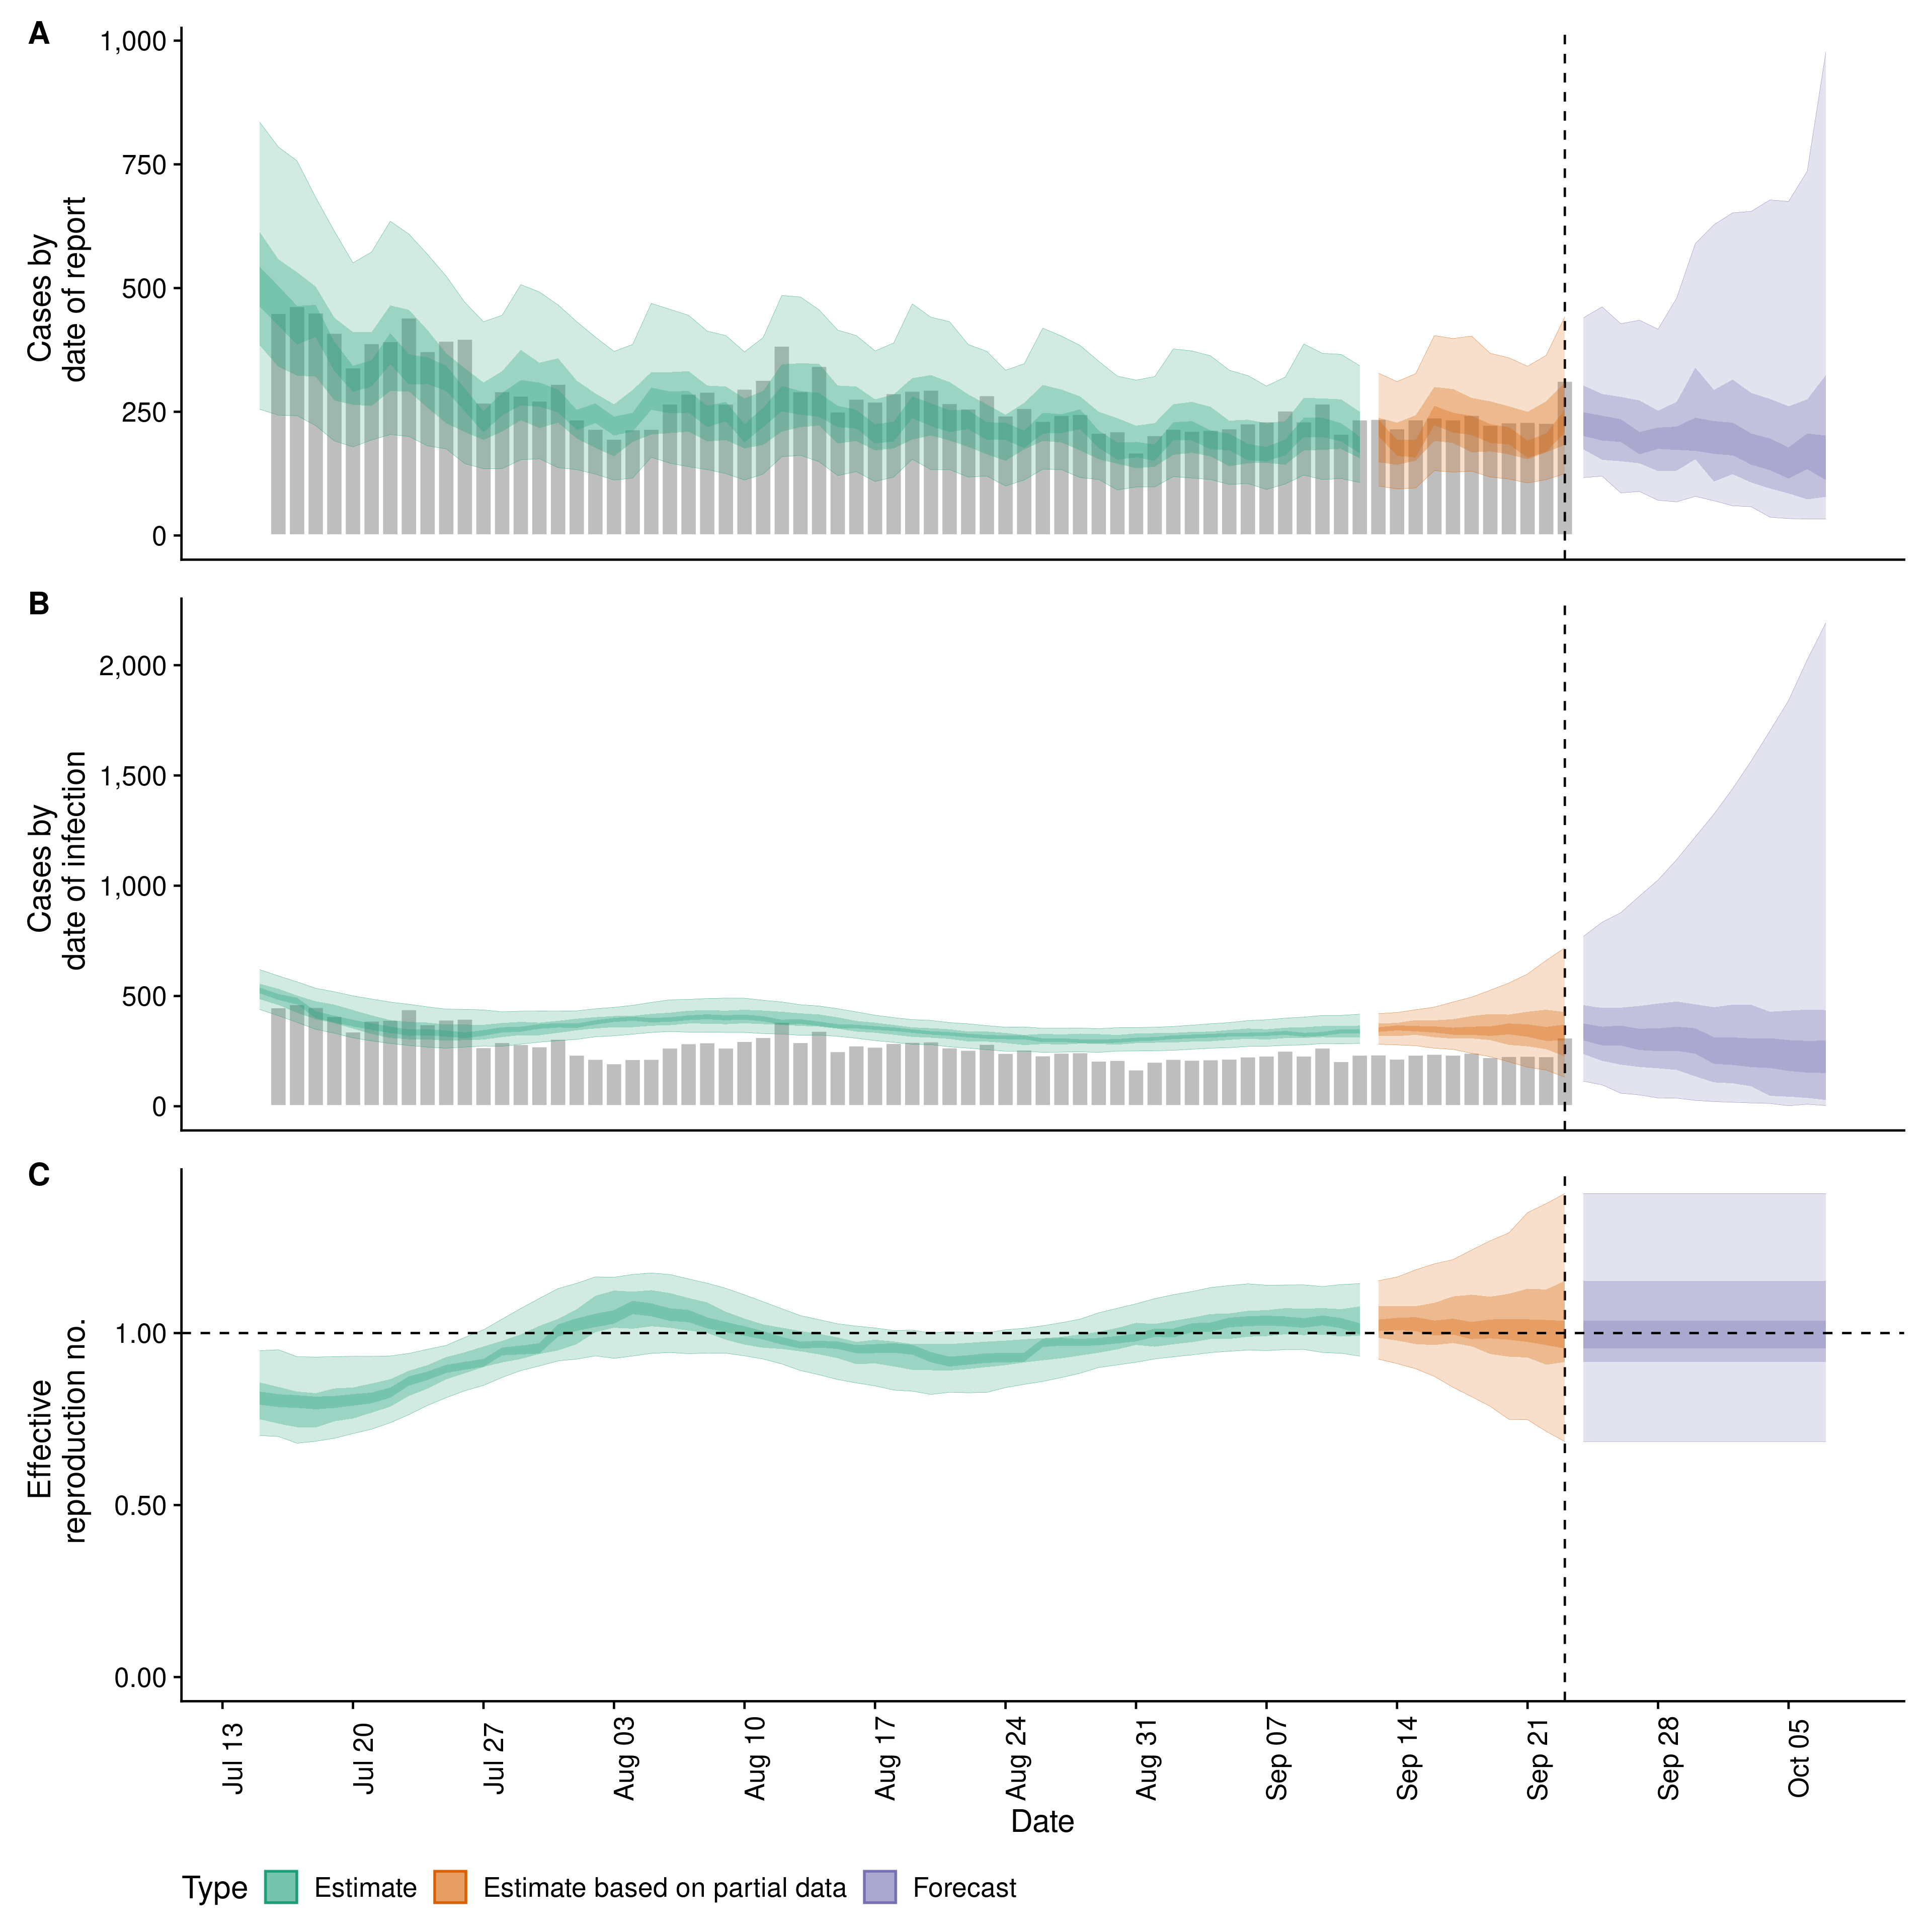 A
Cases by
date of report
1,000
750
500
250
0
B
Cases by
date of infection
2,000
1,500
1,000
500
0
C
Effective
reproduction no.
1.00
0.50
0.00
Jul 13
Jul 20
Jul 27
Aug 03
Aug 10
Aug 17
Aug 24
Aug 31
Sep 07
Sep 14
Sep 21
Sep 28
Oct 05
Date
Type Estimate Estimate based on partial data Forecast